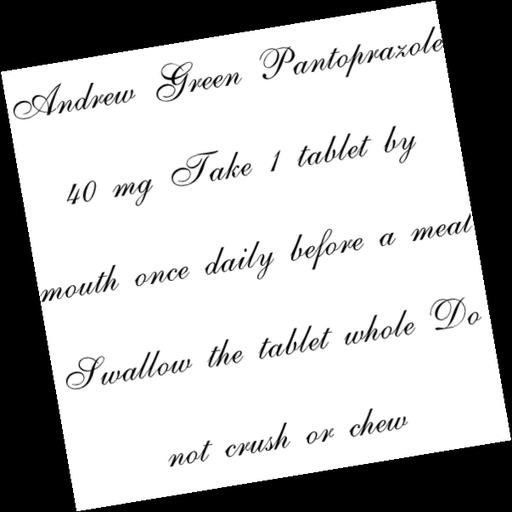 Andrew Green Pantoprazole
40 mg Take 1 tablet by
mouth once daily before a meal
Swallow the tablet whole Do
not crush or chew